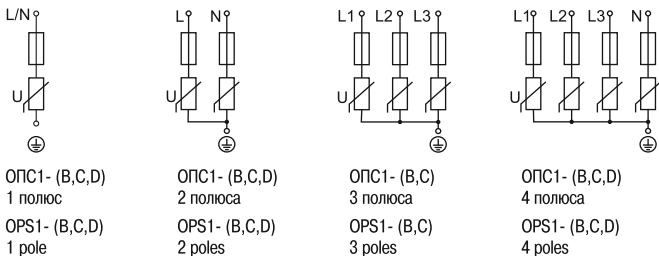 L/N
L N
L1 L2 L3
L1 L2 L3 N
U
U
U
U
ОПС1- (B,C,D)
1 полюс
OPS1- (B,C,D)
1 pole
ОПС1- (B,C,D)
2 полюса
OPS1- (B,C,D)
2 poles
ОПС1- (B,C)
3 полюса
OPS1- (B,C)
3 poles
ОПС1- (B,C,D)
4 полюса
OPS1- (B,C,D)
4 poles